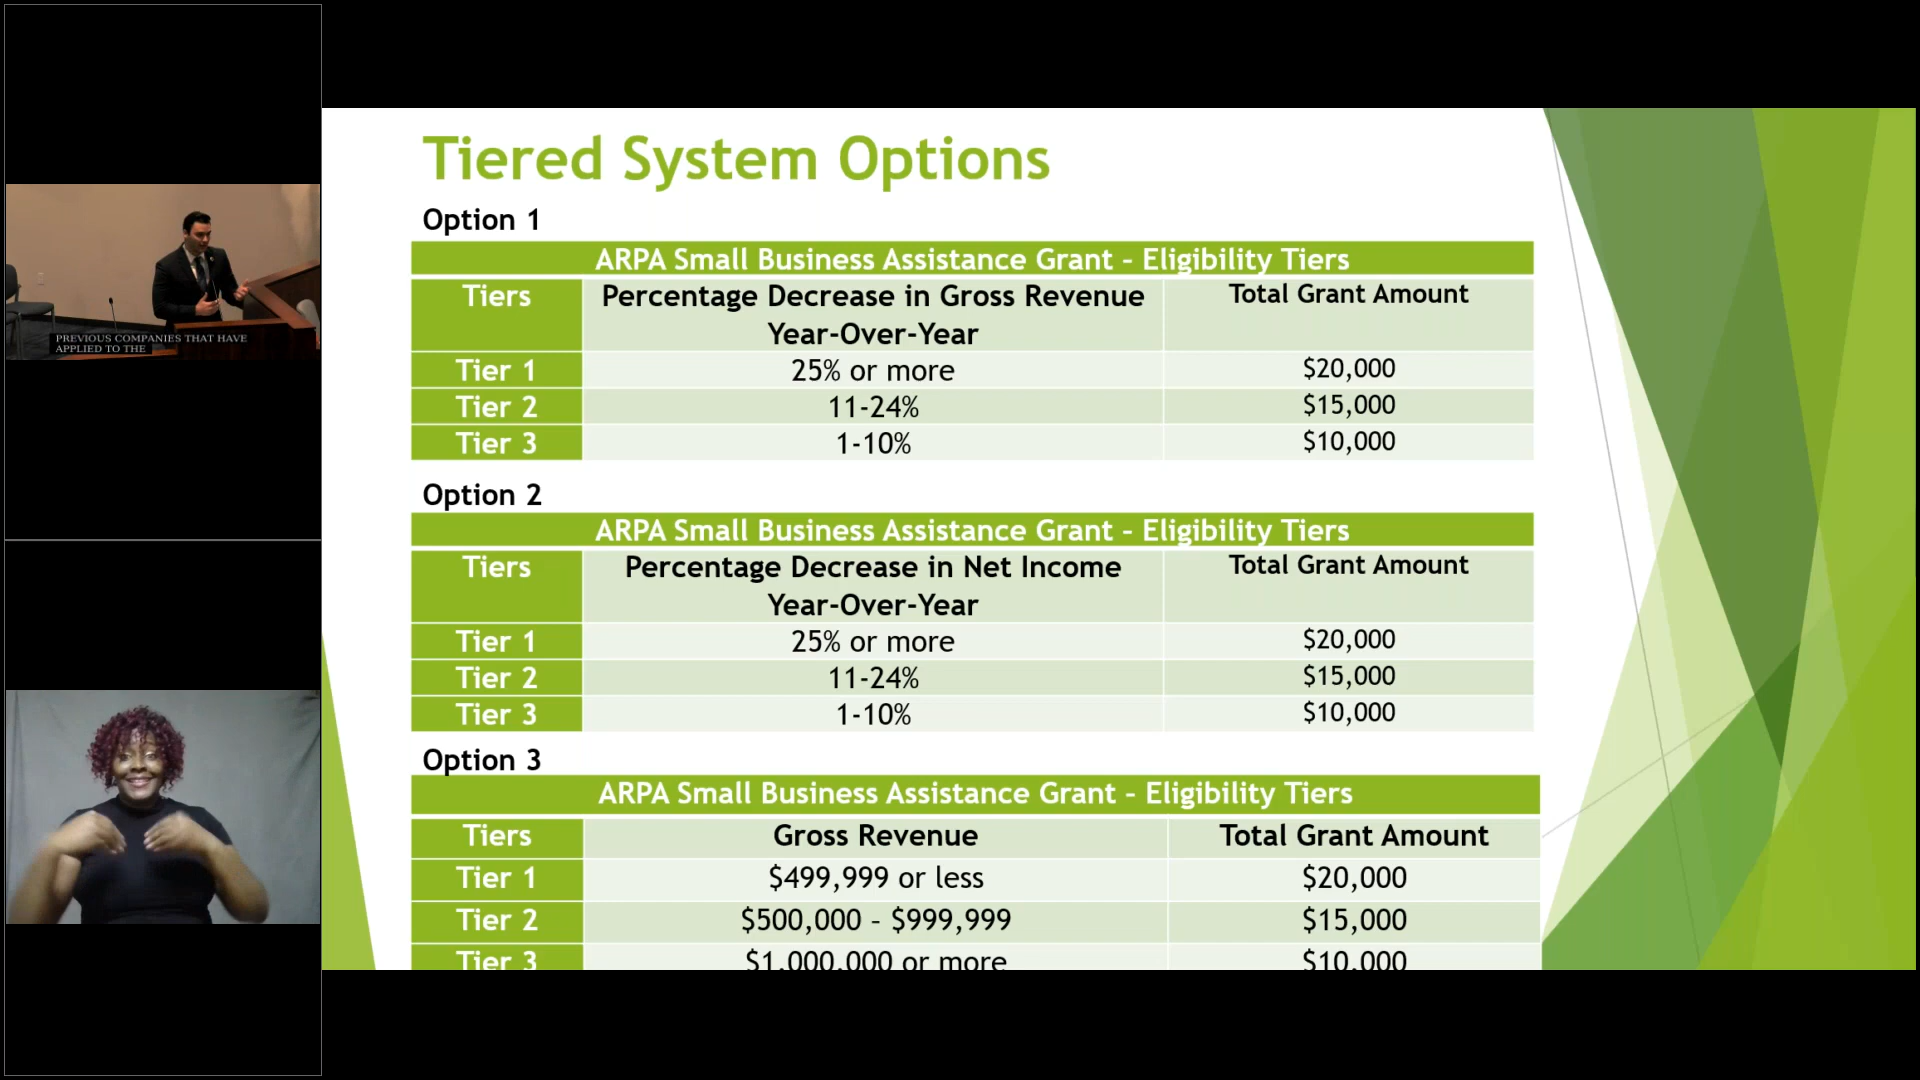 PREVIOUS COMPANIES THAT HAVE
APPLIED TO THE
Tiered System Options
Option 1
ARPA Small Business Assistance Grant – Eligibility Tiers
Tiers Percentage Decrease in Gross Revenue Total Grant Amount
Year-Over-Year
Tier 1 25% or more $20,000
Tier 2 11-24% $15,000
Tier 3 1-10% $10,000
Option 2
ARPA Small Business Assistance Grant – Eligibility Tiers
Tiers Percentage Decrease in Net Income Total Grant Amount
Year-Over-Year
Tier 1 25% or more $20,000
Tier 2 11-24% $15,000
Tier 3 1-10% $10,000
Option 3
ARPA Small Business Assistance Grant – Eligibility Tiers
Tiers Gross Revenue Total Grant Amount
Tier 1 $499,999 or less $20,000
Tier 2 $500,000 – $999,999 $15,000
Tier 3 $1,000,000 or more $10,000